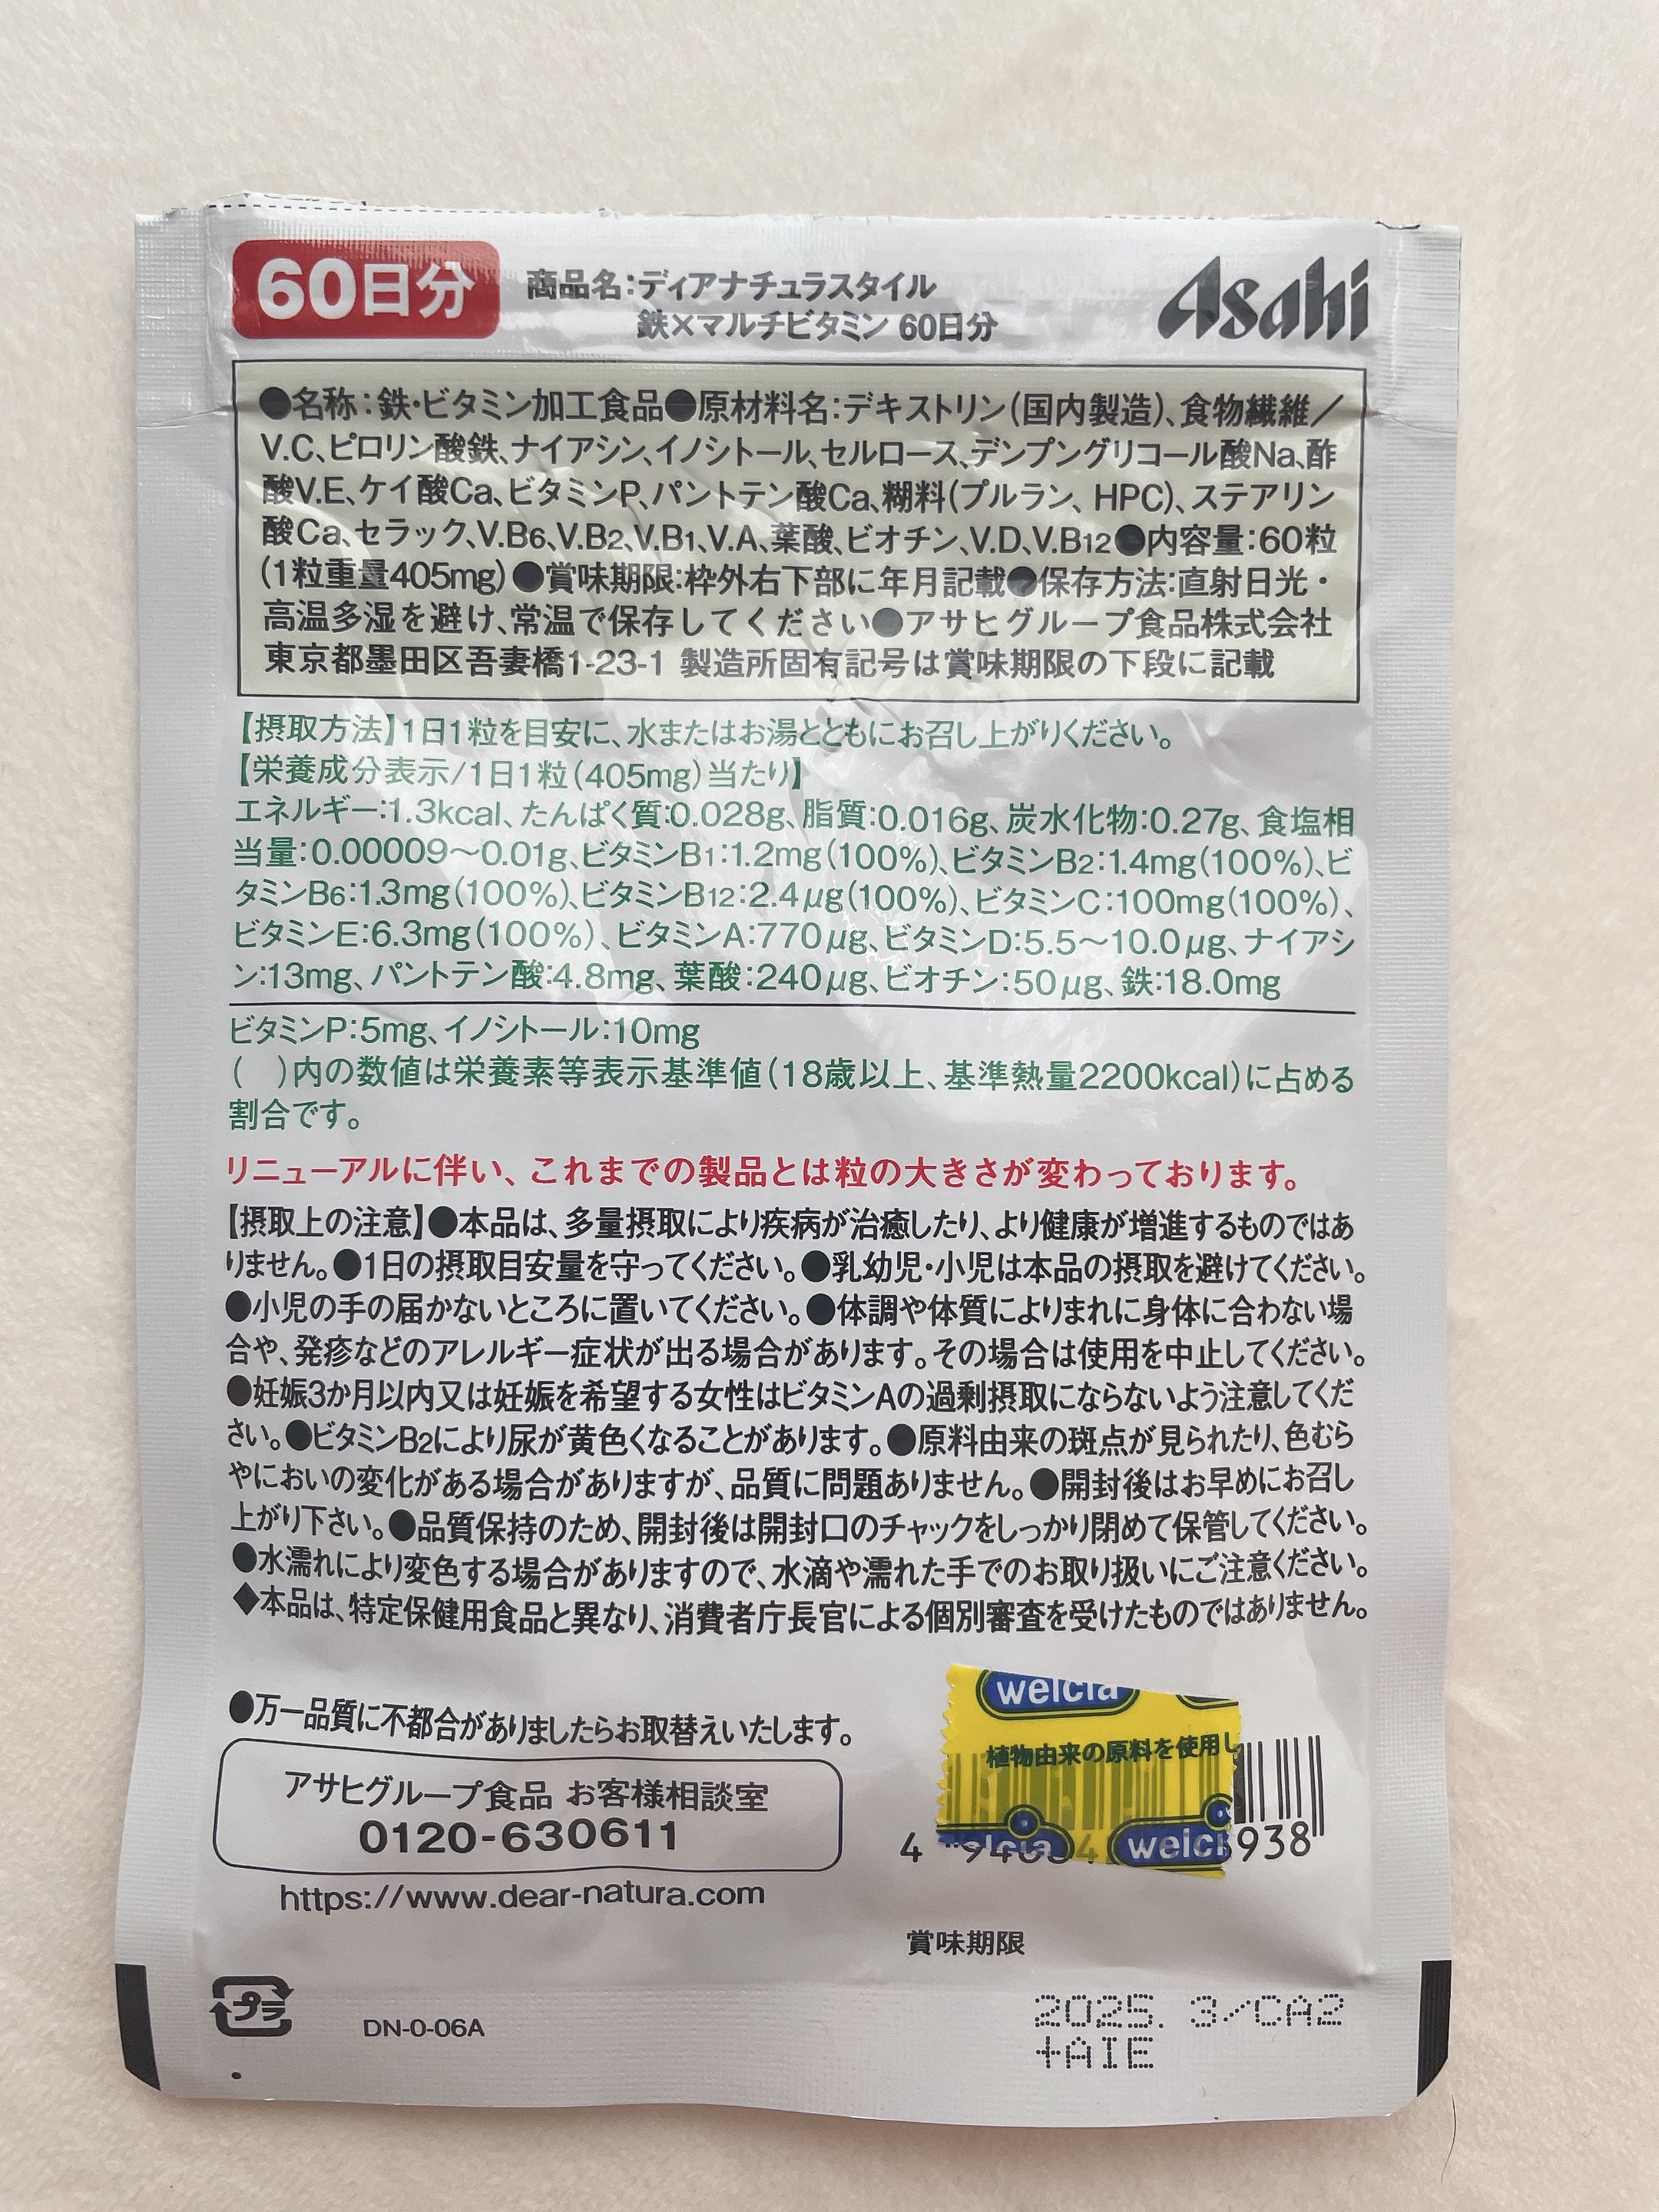 60日分
商品名：ディアナチュラスタイル
鉄×マルチビタミン 60日分
Asahi
●名称：鉄・ビタミン加工食品●原材料名：デキストリン（国内製造）、食物繊維／
V.C、ピロリン酸鉄、ナイアシン、イノシトール、セルロース、デンプングリコール酸Na、酢
酸V.E、ケイ酸Ca、ビタミンP、パントテン酸Ca、糊料（プルラン、HPC）、ステアリン
酸Ca、セラック、V.B6、V.B2、V.B1、V.A、葉酸、ビオチン、V.D、V.B12●内容量：60粒
（1粒重量405mg）●賞味期限：枠外右下部に年月記載●保存方法：直射日光・
高温多湿を避け、常温で保存してください●アサヒグループ食品株式会社
東京都墨田区吾妻橋1-23-1 製造所固有記号は賞味期限の下段に記載
【摂取方法】1日1粒を目安に、水またはお湯とともにお召し上がりください。
【栄養成分表示/1日1粒（405mg）当たり】
エネルギー：1.3kcal、たんぱく質：0.028g、脂質：0.016g、炭水化物：0.27g、食塩相
当量：0.00009～0.01g、ビタミンB1：1.2mg（100%）、ビタミンB2：1.4mg（100%）、ビ
タミンB6：1.3mg（100%）、ビタミンB12：2.4μg（100%）、ビタミンC：100mg（100%）、
ビタミンE：6.3mg（100%）、ビタミンA：770μg、ビタミンD：5.5～10.0μg、ナイアシ
ン：13mg、パントテン酸：4.8mg、葉酸：240μg、ビオチン：50μg、鉄：18.0mg
ビタミンP：5mg、イノシトール：10mg
（　）内の数値は栄養素等表示基準値（18歳以上、基準熱量2200kcal）に占める
割合です。
リニューアルに伴い、これまでの製品とは粒の大きさが変わっております。
【摂取上の注意】●本品は、多量摂取により疾病が治癒したり、より健康が増進するものではあ
りません。●1日の摂取目安量を守ってください。●乳幼児・小児は本品の摂取を避けてください。
●小児の手の届かないところに置いてください。●体調や体質によりまれに身体に合わない場
合や、発疹などのアレルギー症状が出る場合があります。その場合は使用を中止してください。
●妊娠3か月以内又は妊娠を希望する女性はビタミンAの過剰摂取にならないよう注意してくだ
さい。●ビタミンB2により尿が黄色くなることがあります。●原料由来の斑点が見られたり、色むら
やにおいの変化がある場合がありますが、品質に問題ありません。●開封後はお早めにお召し
上がり下さい。●品質保持のため、開封後は開封口のチャックをしっかり閉めて保管してください。
●水濡れにより変色する場合がありますので、水滴や濡れた手でのお取り扱いにご注意ください。
◆本品は、特定保健用食品と異なり、消費者庁長官による個別審査を受けたものではありません。
●万一品質に不都合がありましたらお取替えいたします。
アサヒグループ食品 お客様相談室
0120-630611
https://www.dear-natura.com
welcia
植物由来の原料を使用し
welcia
welci
4
938
賞味期限
2025. 3/CA2
+AIE
プラ
DN-0-06A